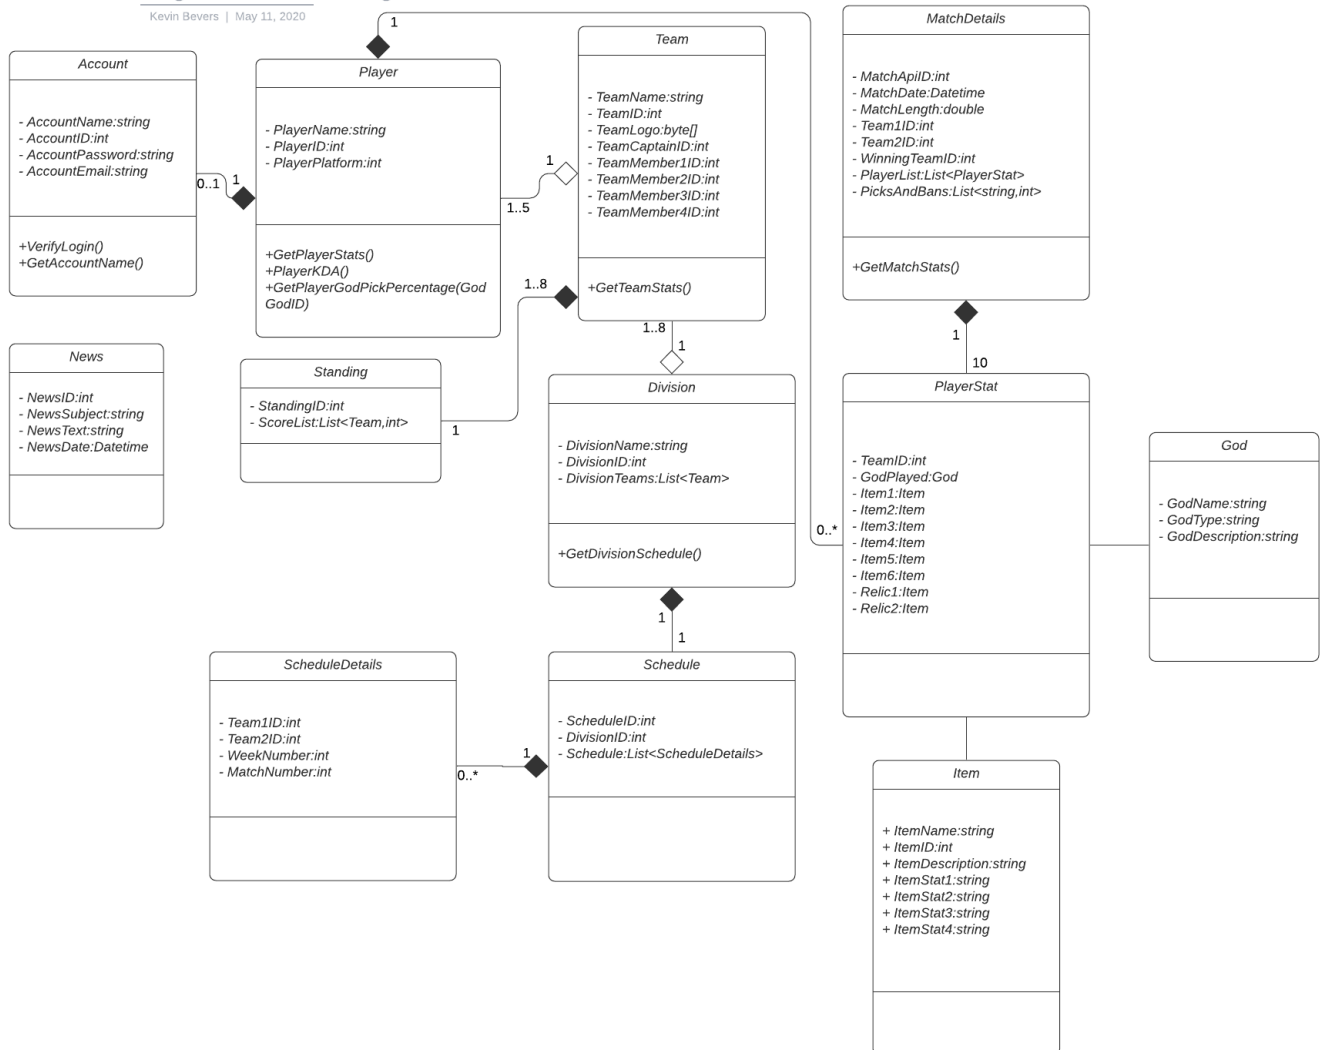 Kevin Bevers | May 11, 2020
Account
- AccountName:string
- AccountID:int
- AccountPassword:string
- AccountEmail:string
+VerifyLogin()
+GetAccountName()
0..1
1
Player
- PlayerName:string
- PlayerID:int
- PlayerPlatform:int
+GetPlayerStats()
+PlayerKDA()
+GetPlayerGodPickPercentage(God
GodID)
1
1
1..5
Team
- TeamName:string
- TeamID:int
- TeamLogo:byte[]
- TeamCaptainID:int
- TeamMember1ID:int
- TeamMember2ID:int
- TeamMember3ID:int
- TeamMember4ID:int
+GetTeamStats()
1..8
1..8
1
MatchDetails
- MatchApiID:int
- MatchDate:Datetime
- MatchLength:double
- Team1ID:int
- Team2ID:int
- WinningTeamID:int
- PlayerList:List<PlayerStat>
- PicksAndBans:List<string,int>
+GetMatchStats()
1
10
News
- NewsID:int
- NewsSubject:string
- NewsText:string
- NewsDate:Datetime
Standing
- StandingID:int
- ScoreList:List<Team,int>
1
Division
- DivisionName:string
- DivisionID:int
- DivisionTeams:List<Team>
+GetDivisionSchedule()
1
1
PlayerStat
- TeamID:int
- GodPlayed:God
- Item1:Item
- Item2:Item
- Item3:Item
- Item4:Item
- Item5:Item
- Item6:Item
- Relic1:Item
- Relic2:Item
0..*
God
- GodName:string
- GodType:string
- GodDescription:string
ScheduleDetails
- Team1ID:int
- Team2ID:int
- WeekNumber:int
- MatchNumber:int
0..*
1
Schedule
- ScheduleID:int
- DivisionID:int
- Schedule:List<ScheduleDetails>
Item
+ ItemName:string
+ ItemID:int
+ ItemDescription:string
+ ItemStat1:string
+ ItemStat2:string
+ ItemStat3:string
+ ItemStat4:string